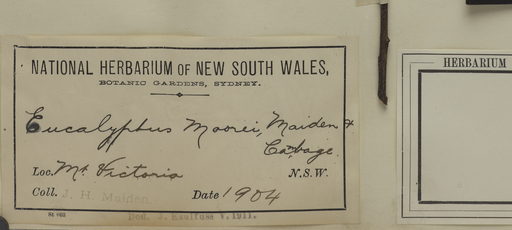 NATIONAL HERBARIUM OF NEW SOUTH WALES,
BOTANIC GARDENS, SYDNEY.
Eucalyptus Moorei, Maiden &
Cabbage.
Loc. Mt Victoria N.S.W.
Coll. J. H. Maiden Date 1904
Ded. J. Kaulfuss V. 1911.
HERBARIUM